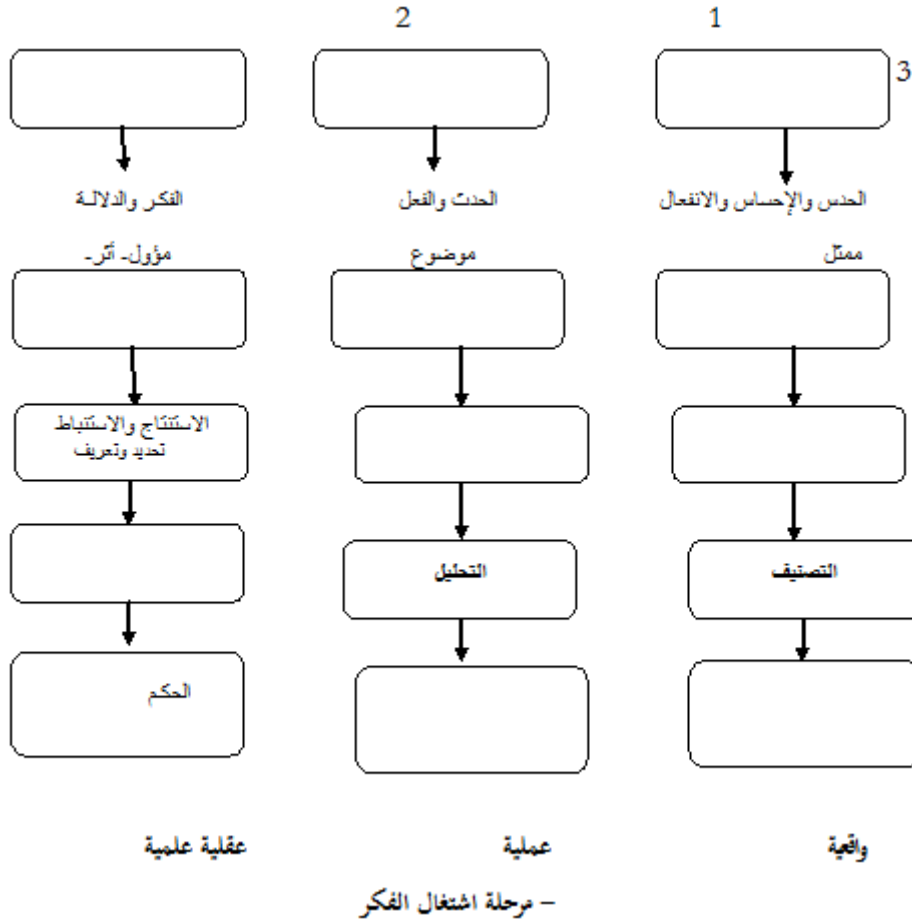 1
2
3
الحدس والإحساس والانفعال
الحدث والفعل
الفكر والدلالة
ممثل
موضوع
مؤول- أثر-
الاستنتاج والاستنباط
تحديد وتعريف
التصنيف
التحليل
الحكم
واقعية
عملية
عقلية علمية
– مرحلة اشتغال الفكر